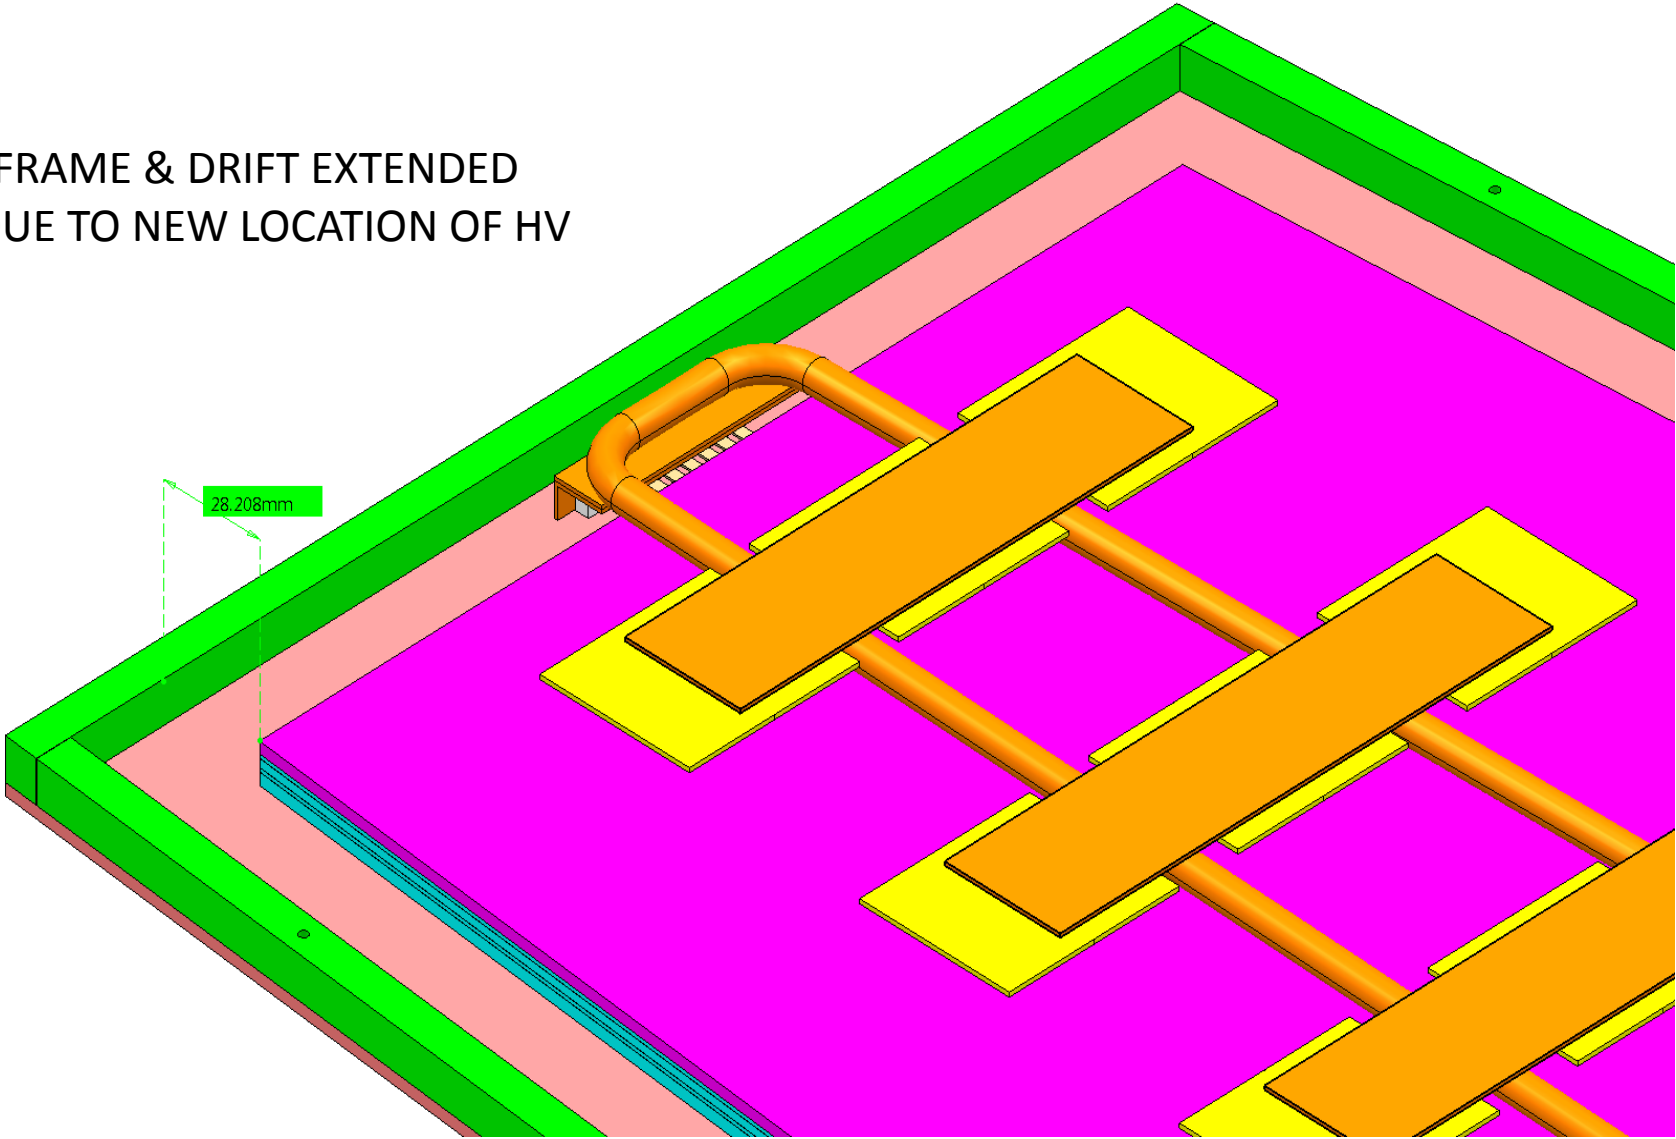 FRAME & DRIFT EXTENDED
UE TO NEW LOCATION OF HV
28.208mm